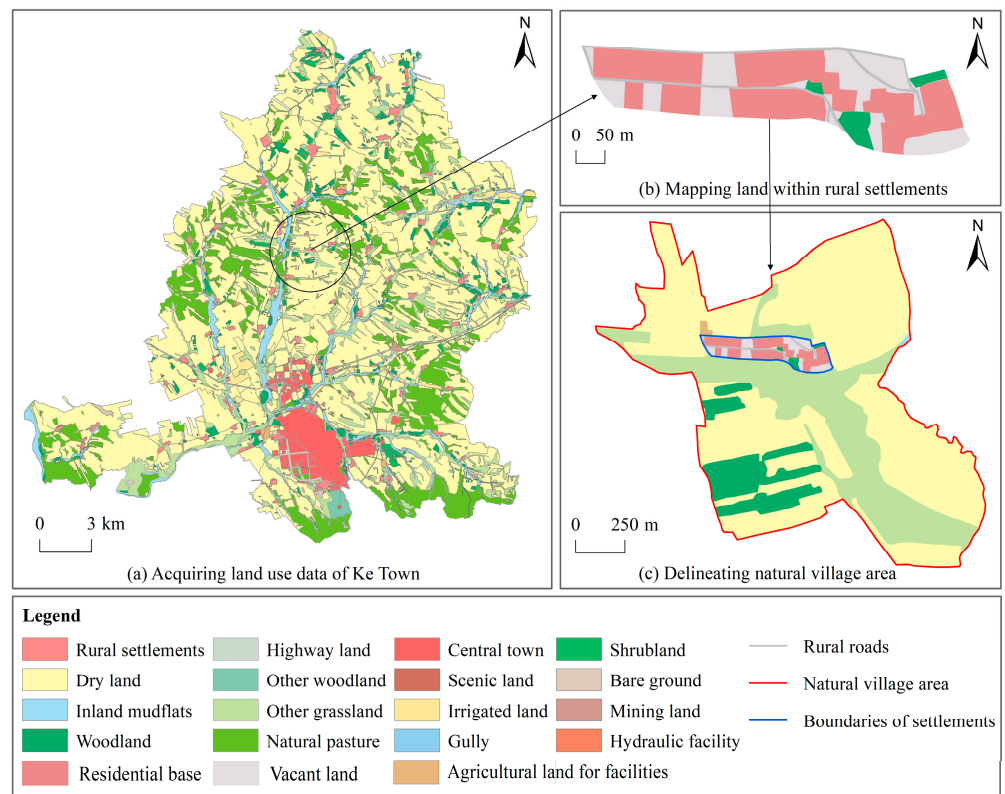 N
0 3 km
(a) Acquiring land use data of Ke Town
N
0 50 m
(b) Mapping land within rural settlements
N
0 250 m
(c) Delineating natural village area
Legend
Rural settlements
Highway land
Central town
Shrubland
Rural roads
Dry land
Other woodland
Scenic land
Bare ground
Natural village area
Inland mudflats
Other grassland
Irrigated land
Mining land
Boundaries of settlements
Woodland
Natural pasture
Gully
Hydraulic facility
Residential base
Vacant land
Agricultural land for facilities